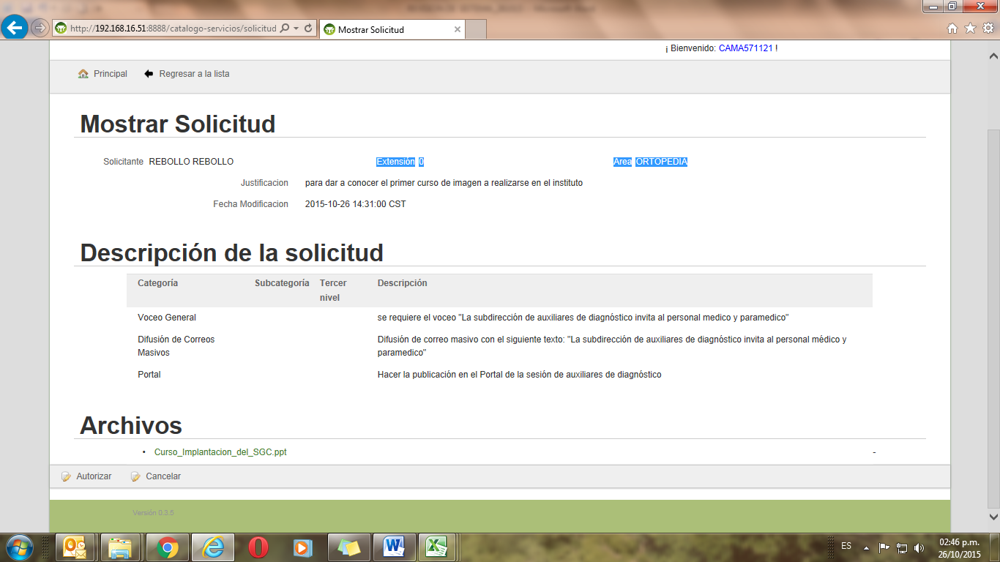 http://192.168.16.51:8888/catalogo-servicios/solicitud
Mostrar Solicitud
¡ Bienvenido: CAMA571121 !
Principal
Regresar a la lista
Mostrar Solicitud
Solicitante REBOLLO REBOLLO Extensión 0 Area ORTOPEDIA
Justificacion para dar a conocer el primer curso de imagen a realizarse en el instituto
Fecha Modificacion 2015-10-26 14:31:00 CST
Descripción de la solicitud
Categoría Subcategoría Tercer nivel Descripción
Voceo General se requiere el voceo "La subdirección de auxiliares de diagnóstico invita al personal medico y paramedico"
Difusión de Correos Masivos Difusión de correo masivo con el siguiente texto: "La subdirección de auxiliares de diagnóstico invita al personal médico y
paramedico"
Portal Hacer la publicación en el Portal de la sesión de auxiliares de diagnóstico
Archivos
• Curso_Implantacion_del_SGC.ppt -
Autorizar Cancelar
Versión 0.3.5
ES
02:46 p.m.
26/10/2015